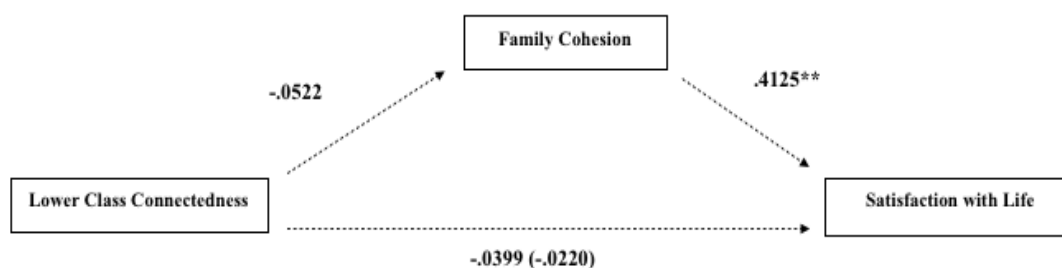 Family Cohesion
-.0522
.4125**
Lower Class Connectedness
Satisfaction with Life
-.0399 (-.0220)